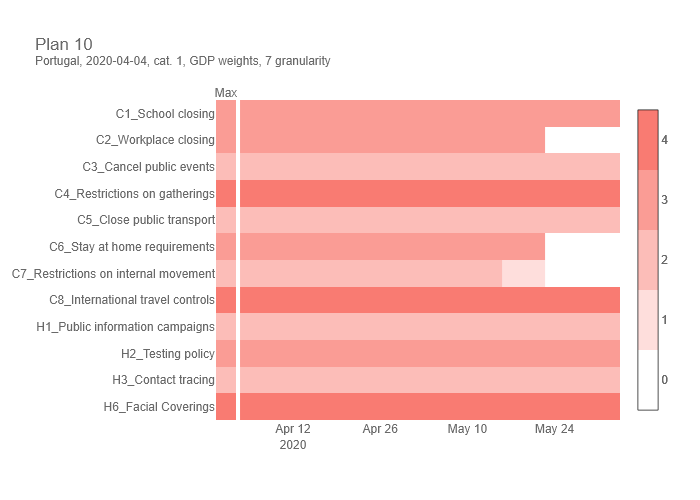 Plan 10
Portugal, 2020-04-04, cat. 1, GDP weights, 7 granularity
Max
C1_School closing
C2_Workplace closing
C3_Cancel public events
C4_Restrictions on gatherings
C5_Close public transport
C6_Stay at home requirements
C7_Restrictions on internal movement
C8_International travel controls
H1_Public information campaigns
H2_Testing policy
H3_Contact tracing
H6_Facial Coverings
Apr 12 Apr 26 May 10 May 24
2020
4
3
2
1
0